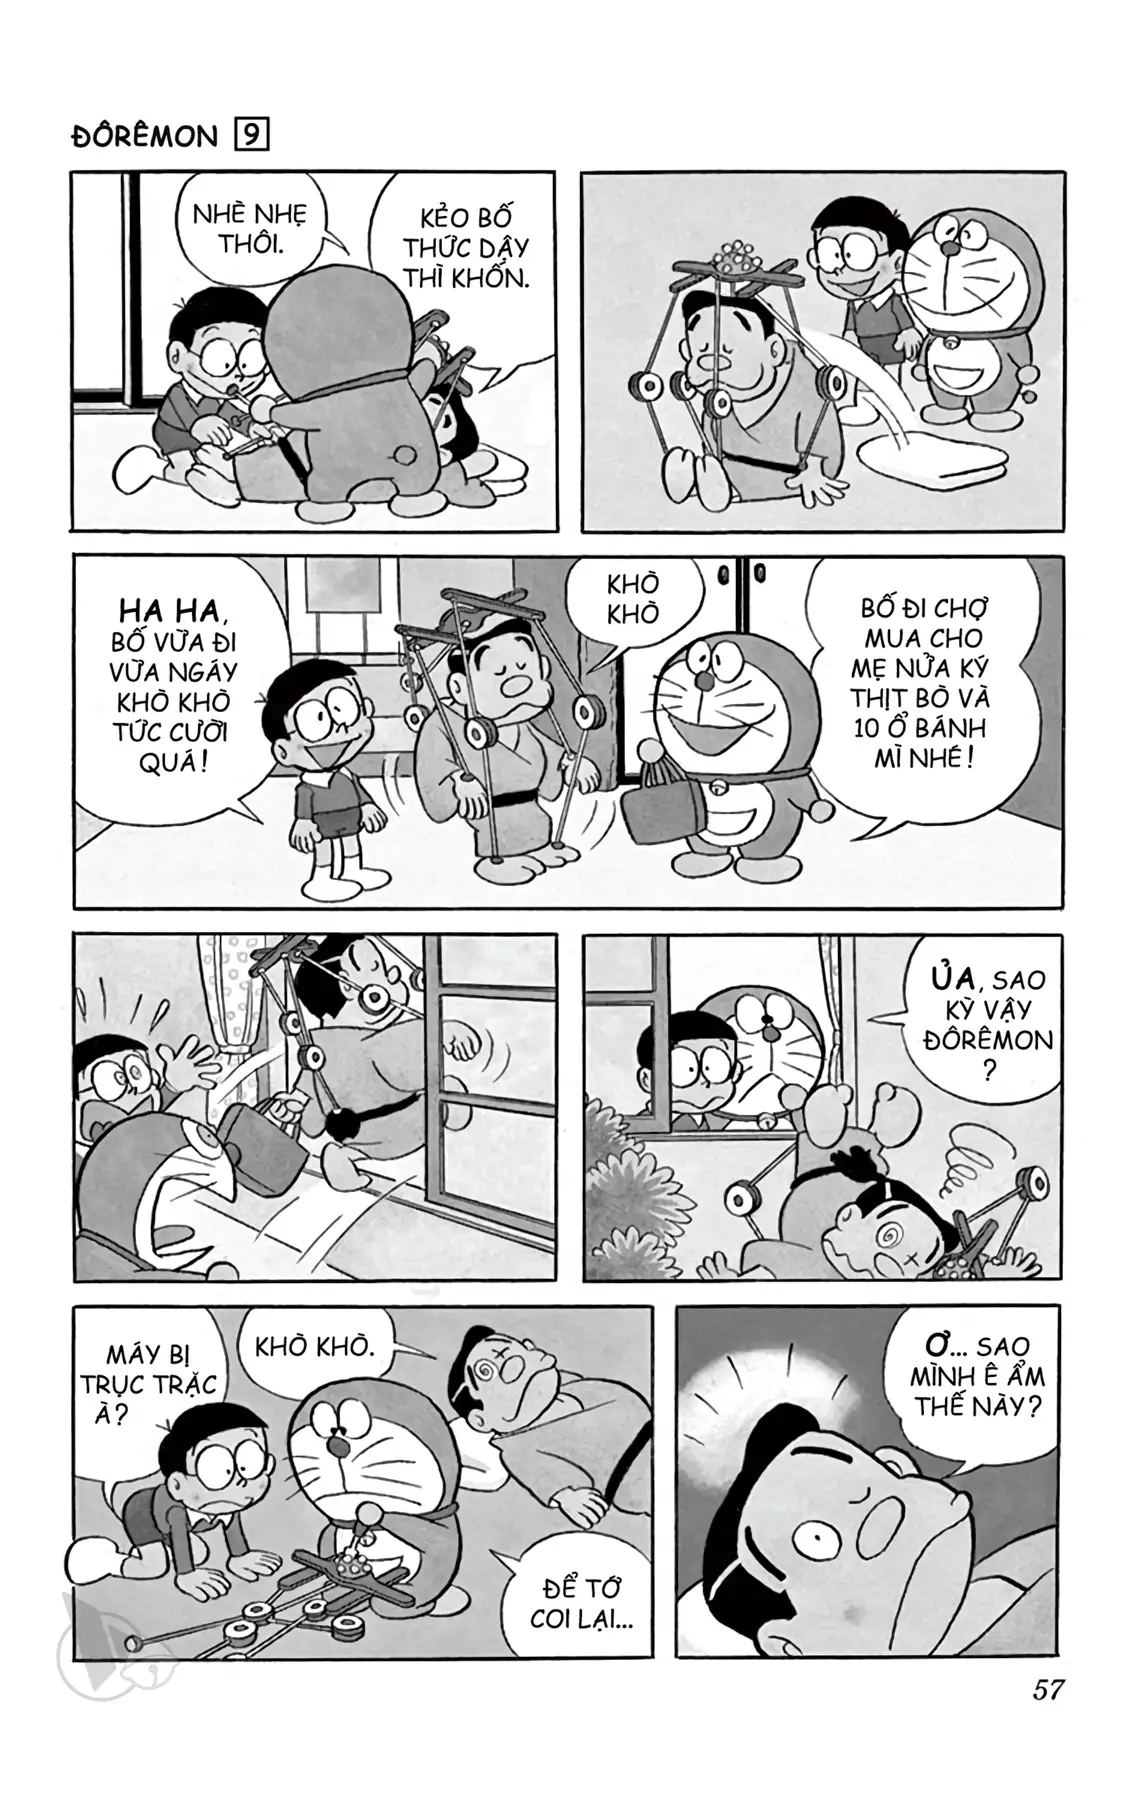 ĐÔRÊMON 9
NHÈ NHẸ
THÔI.
KẺO BỐ
THỨC DẬY
THÌ KHỐN.
HA HA,
BỐ VỪA ĐI
VỪA NGÁY
KHÒ KHÒ
TỨC CƯỜI
QUÁ!
KHÒ
KHÒ
BỐ ĐI CHỢ
MUA CHO
MẸ NỬA KÝ
THỊT BÒ VÀ
10 Ổ BÁNH
MÌ NHÉ!
ỦA, SAO
KỲ VẬY
ĐÔRÊMON
?
MÁY BỊ
TRỤC TRẶC
À?
KHÒ KHÒ.
ĐỂ TỚ
COI LẠI...
Ơ... SAO
MÌNH Ê ẨM
THẾ NÀY?
57